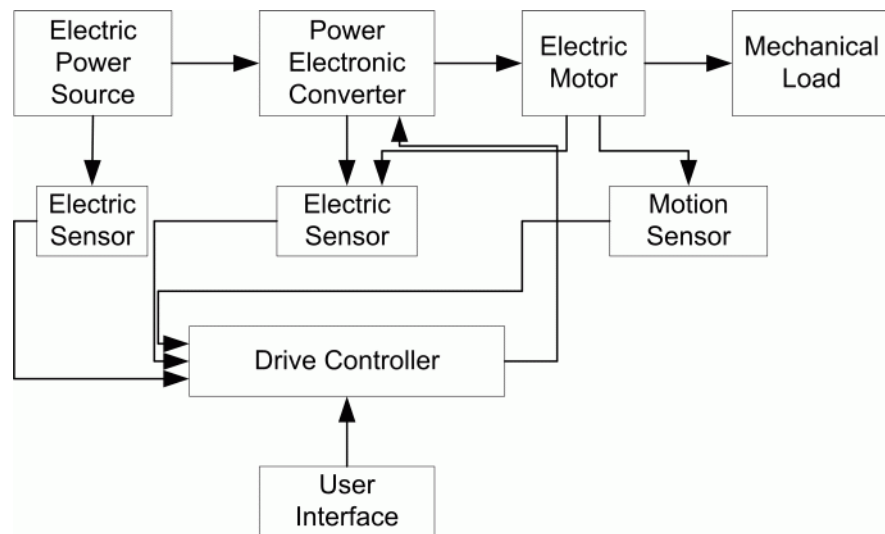 Electric
Power
Source
Power
Electronic
Converter
Electric
Motor
Mechanical
Load
Electric
Sensor
Electric
Sensor
Motion
Sensor
Drive Controller
User
Interface